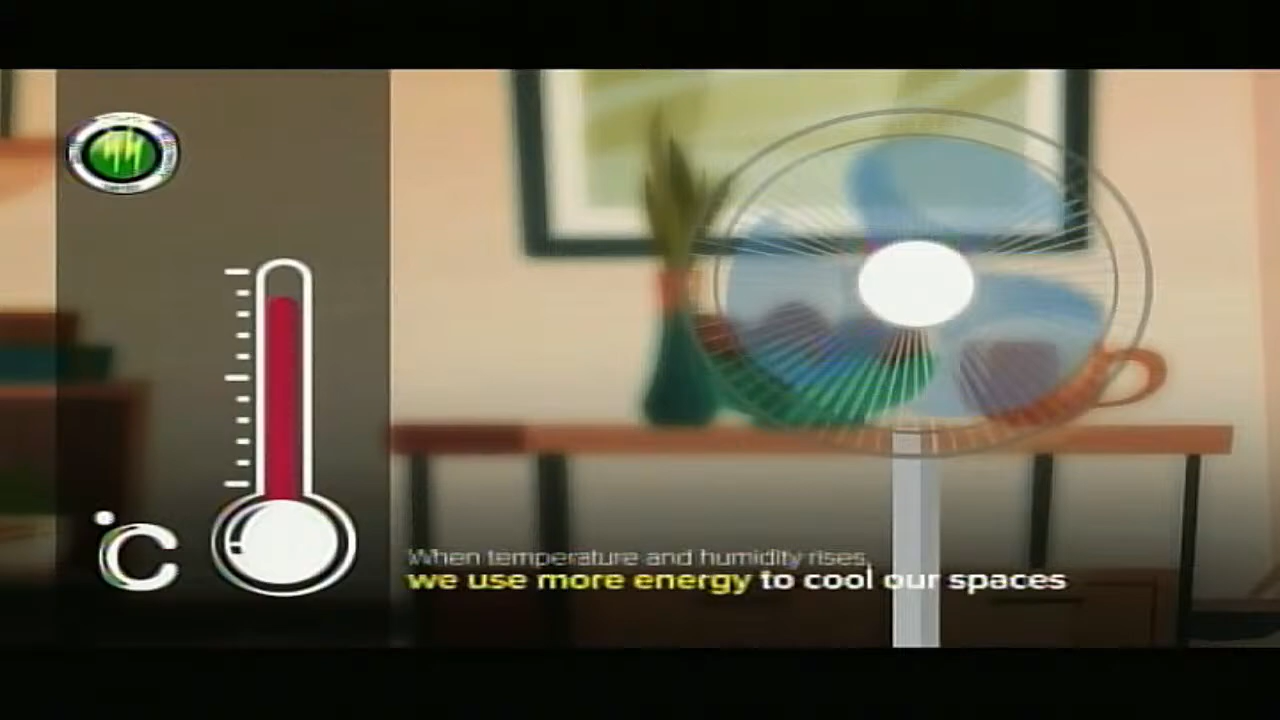 °C
When temperature and humidity rises,
we use more energy to cool our spaces